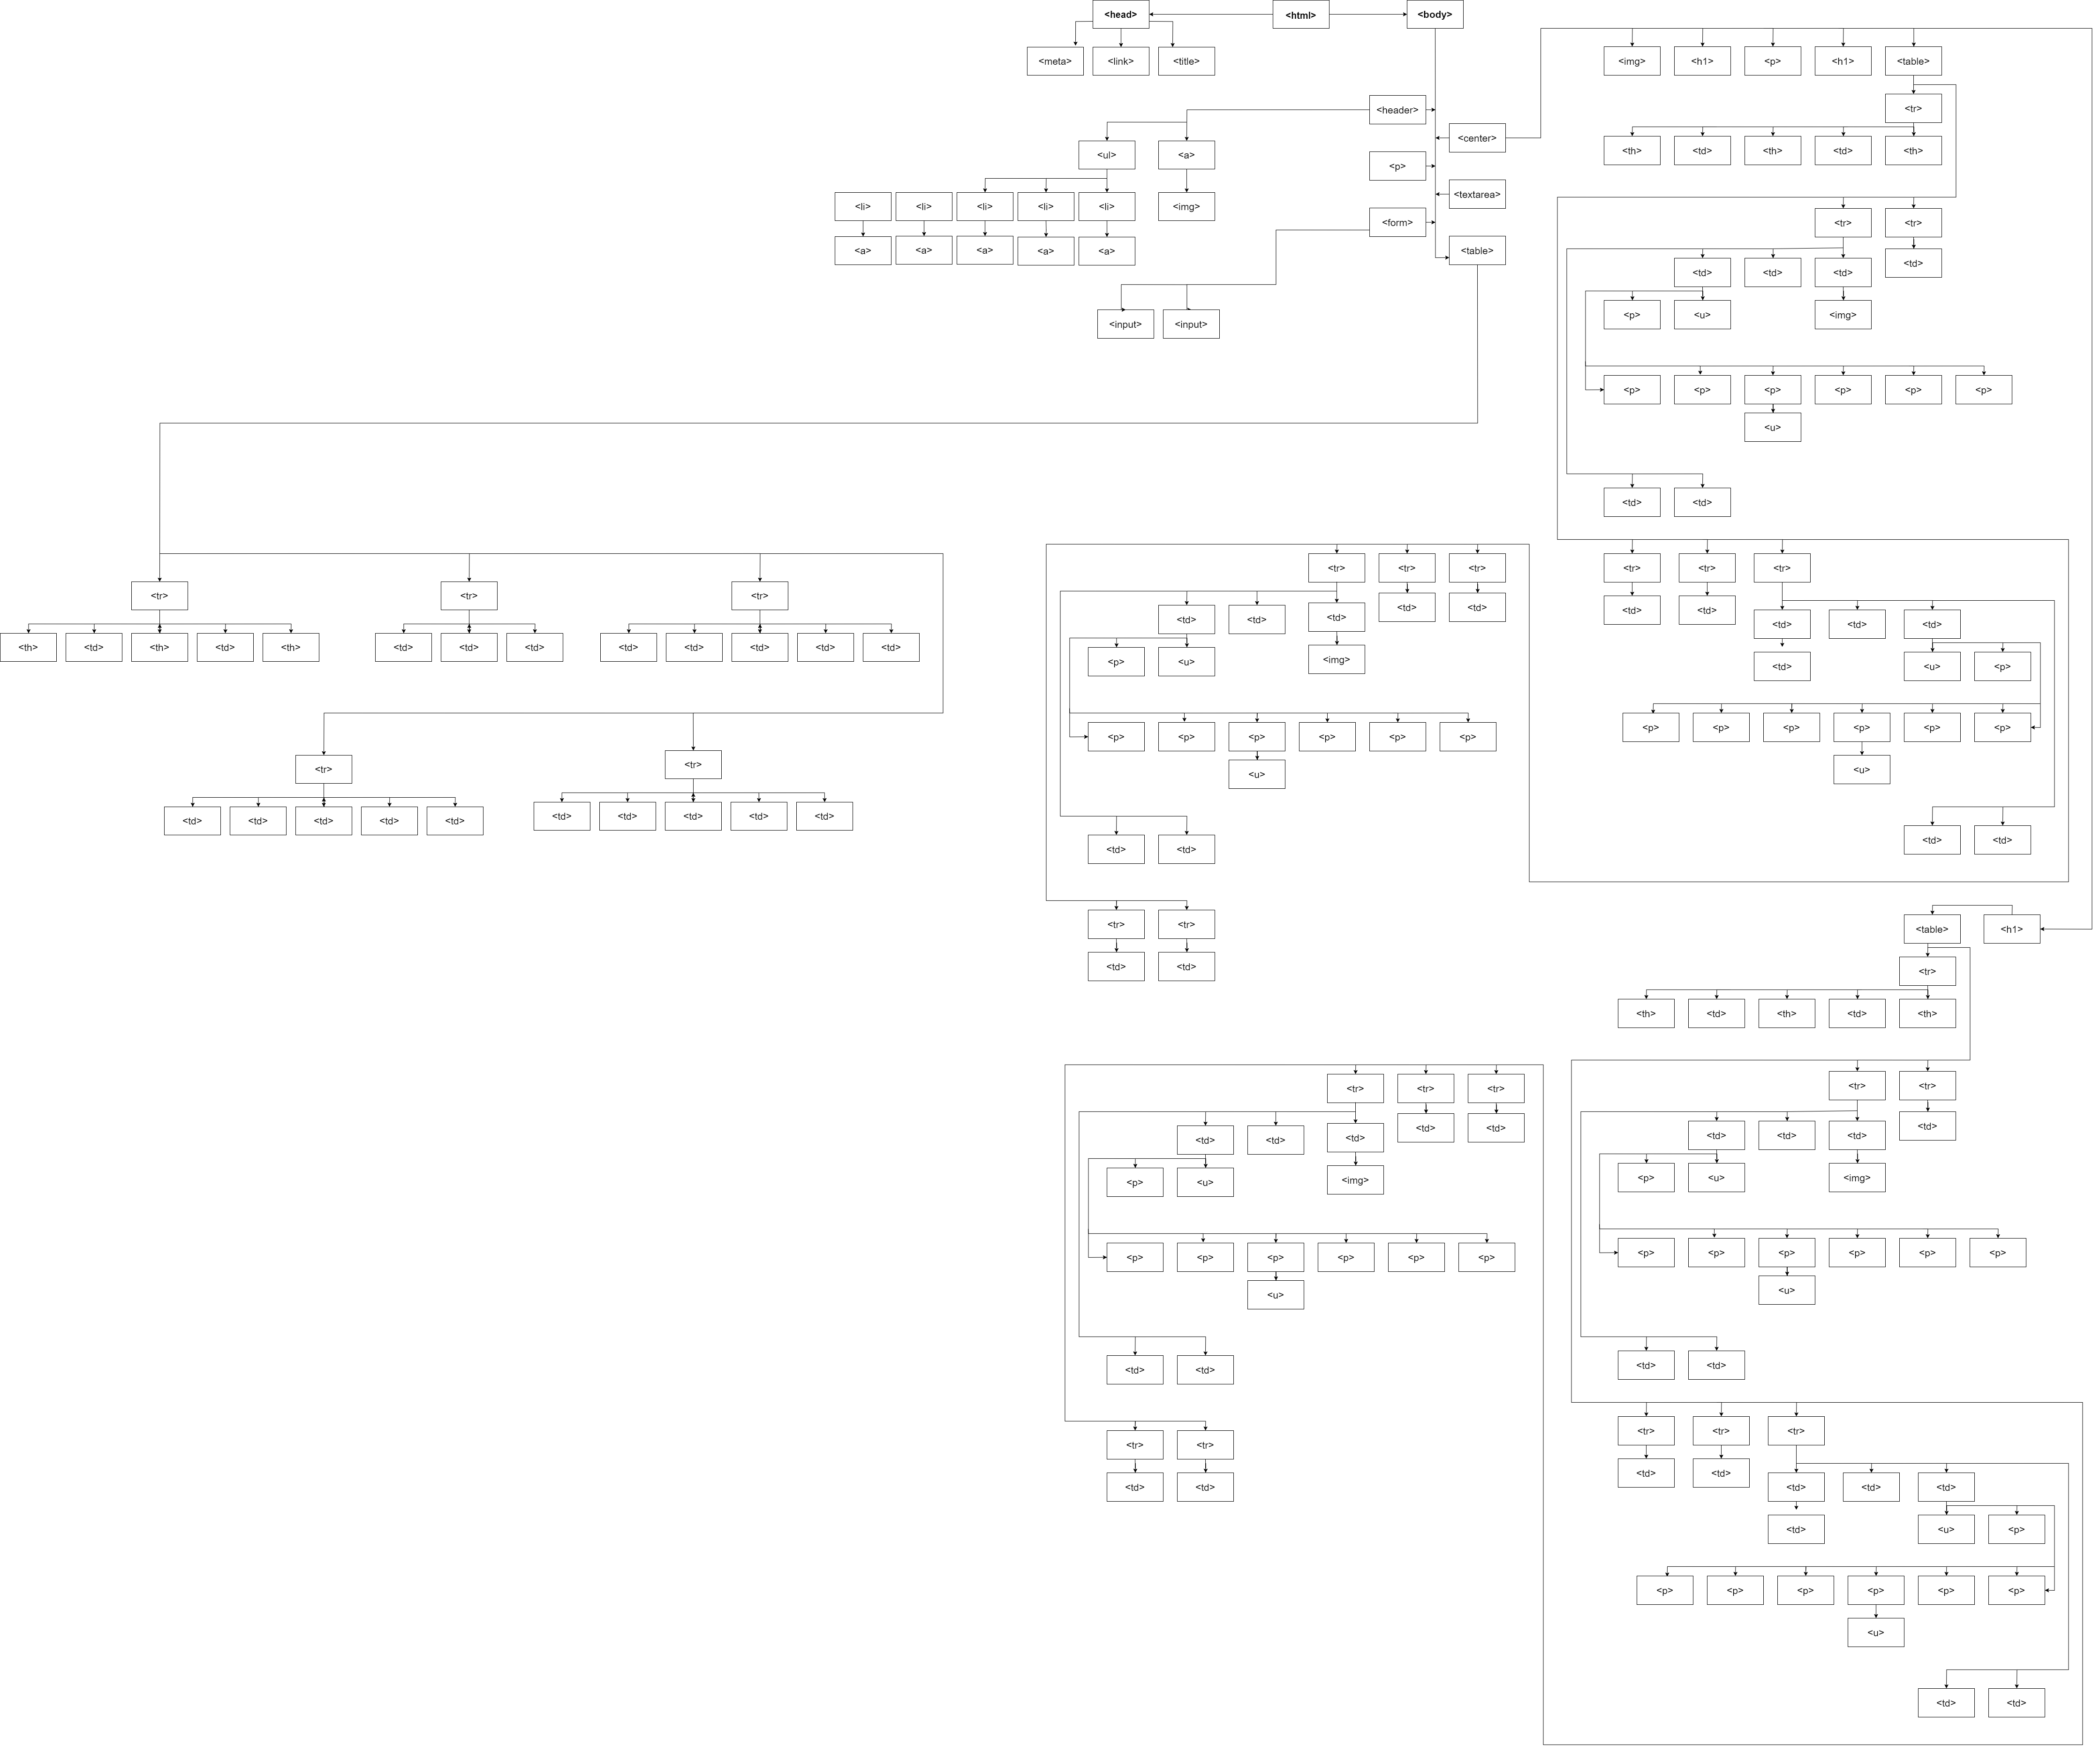 <head> <html> <body>
<meta> <link> <title> <img> <h1> <p> <h1> <table>
<header> <tr>
<center>
<ul> <a> <p> <th> <td> <th> <td> <th>
<li> <li> <li> <li> <li> <img> <textarea>
<form> <tr> <tr>
<a> <a> <a> <a> <a> <table>
<td> <td> <td> <td>
<input> <input> <p> <u> <img>
<p> <p> <p> <p> <p> <p>
<u>
<td> <td>
<tr> <tr> <tr> <tr> <tr> <tr>
<tr> <tr> <tr> <td> <td> <td> <td>
<td> <td> <td> <td> <td> <td>
<th> <td> <th> <td> <th> <td> <td> <td> <td> <td> <td> <td> <td>
<p> <u> <img> <td> <u> <p>
<p> <p> <p> <p> <p> <p> <p> <p> <p> <p> <p> <p>
<tr> <tr> <u> <u>
<td> <td> <td> <td> <td> <td> <td> <td> <td> <td>
<td> <td> <td> <td>
<tr> <tr> <table> <h1>
<td> <td> <tr>
<th> <td> <th> <td> <th>
<tr> <tr> <tr> <tr> <tr>
<td> <td> <td>
<td> <td> <td> <td> <td> <td>
<p> <u> <img> <p> <u> <img>
<p> <p> <p> <p> <p> <p> <p> <p> <p> <p> <p> <p>
<u> <u>
<td> <td> <td> <td>
<tr> <tr> <tr> <tr> <tr>
<td> <td> <td> <td> <td> <td> <td>
<td> <u> <p>
<p> <p> <p> <p> <p> <p>
<u>
<td> <td>